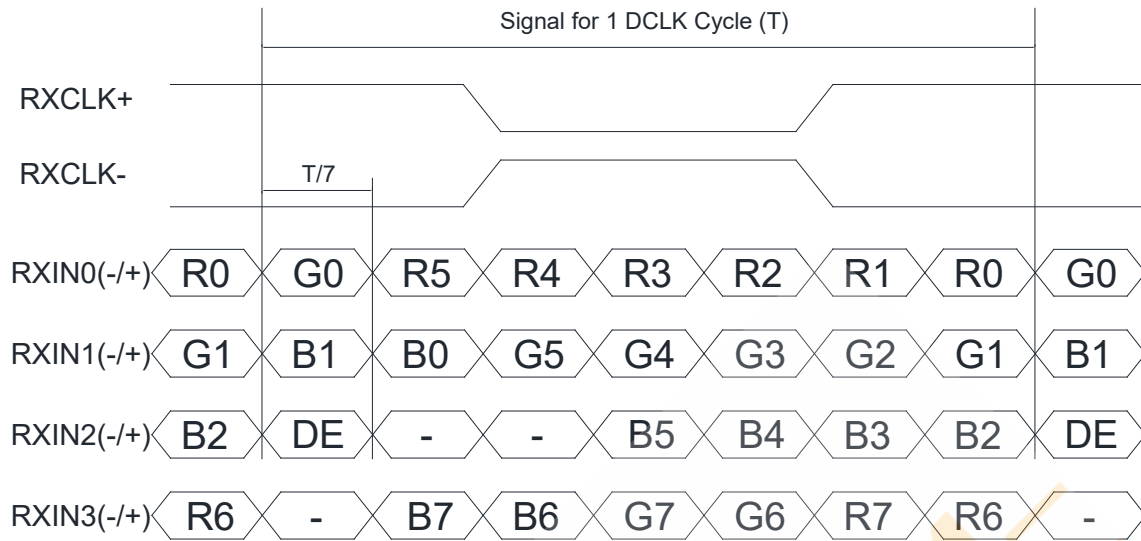 Signal for 1 DCLK Cycle (T)
RXCLK+
RXCLK-
T/7
RXIN0(-/+) R0 G0 R5 R4 R3 R2 R1 R0 G0
RXIN1(-/+) G1 B1 B0 G5 G4 G3 G2 G1 B1
RXIN2(-/+) B2 DE - - B5 B4 B3 B2 DE
RXIN3(-/+) R6 - B7 B6 G7 G6 R7 R6 -